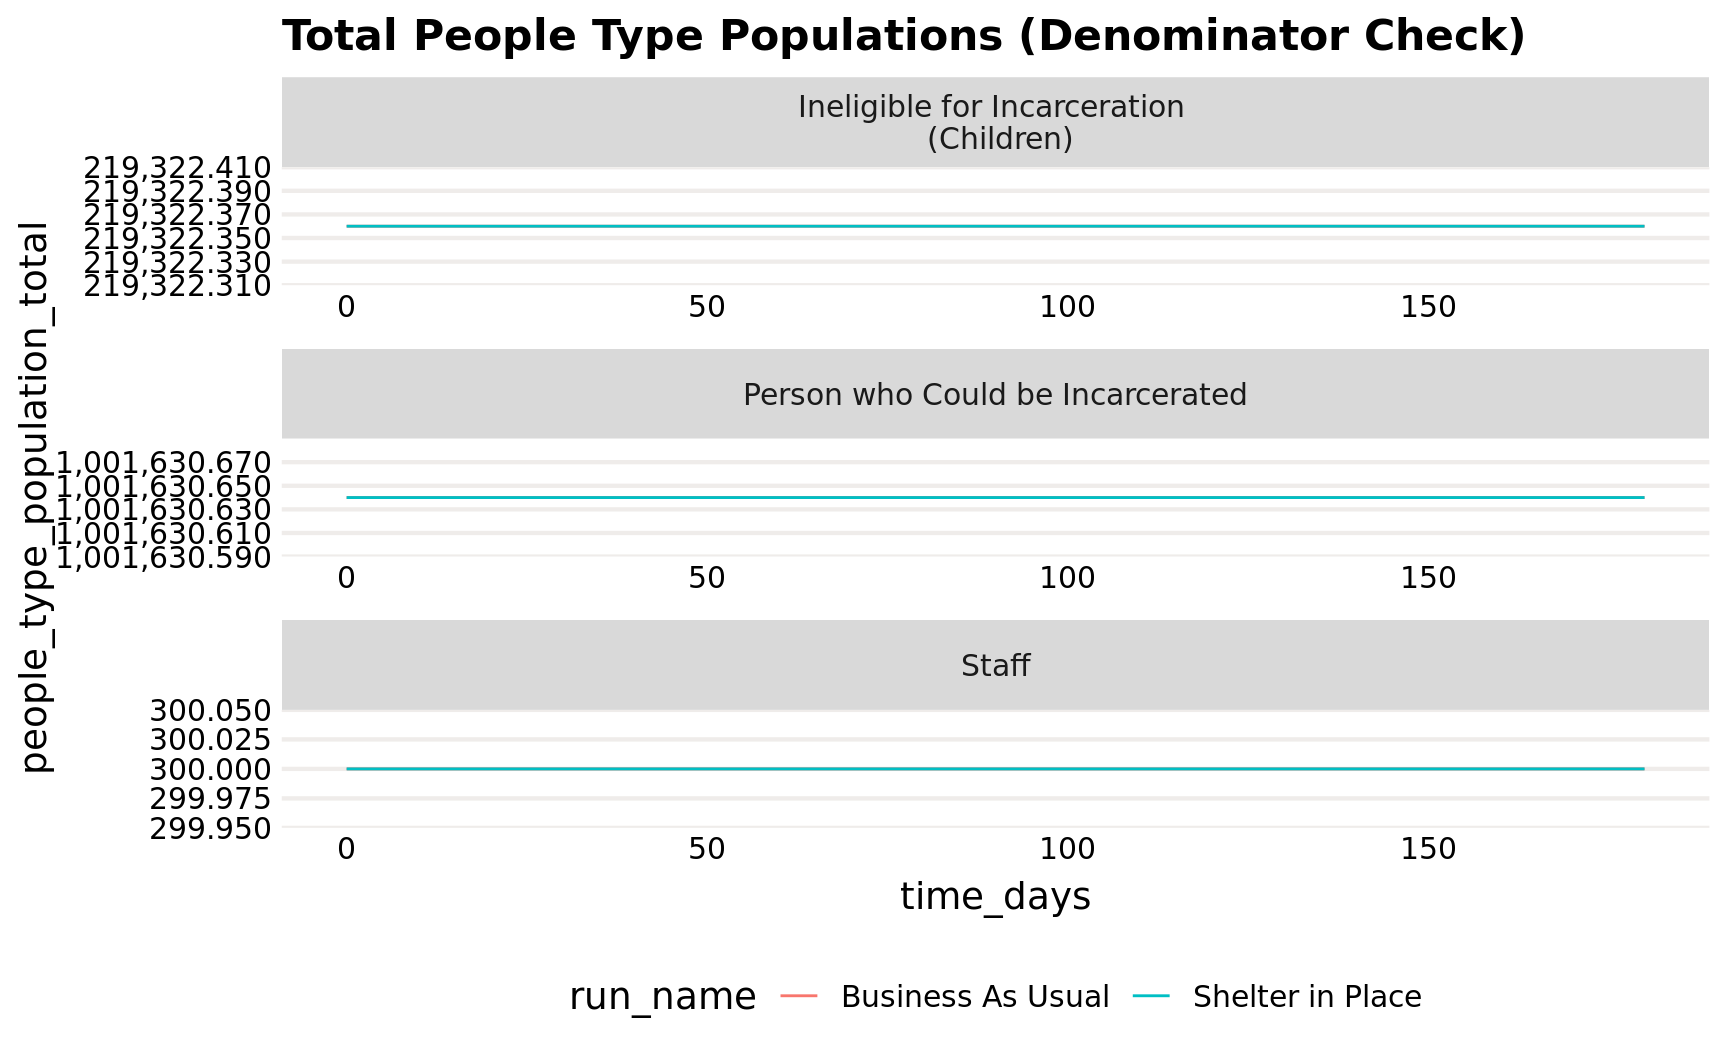 Total People Type Populations (Denominator Check)
people_type_population_total
Ineligible for Incarceration
(Children)
219,322.410
219,322.390
219,322.370
219,322.350
219,322.330
219,322.310
0 50 100 150
Person who Could be Incarcerated
1,001,630.670
1,001,630.650
1,001,630.630
1,001,630.610
1,001,630.590
0 50 100 150
Staff
300.050
300.025
300.000
299.975
299.950
0 50 100 150
time_days
run_name Business As Usual Shelter in Place